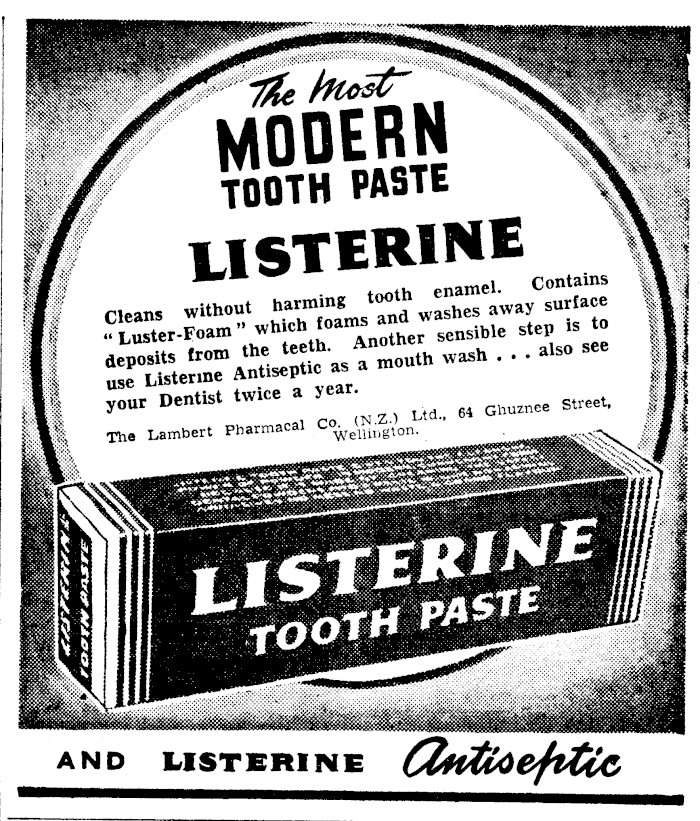 The Most
MODERN
TOOTH PASTE
LISTERINE
Cleans without harming tooth enamel. Contains
“Luster-Foam” which foams and washes away surface
deposits from the teeth. Another sensible step is to
use Listerine Antiseptic as a mouth wash . . . also see
your Dentist twice a year.
The Lambert Pharmacal Co. (N.Z.) Ltd., 64 Ghuznee Street,
Wellington.
LISTERINE
TOOTH PASTE
LISTERINE
TOOTH PASTE
AND LISTERINE Antiseptic